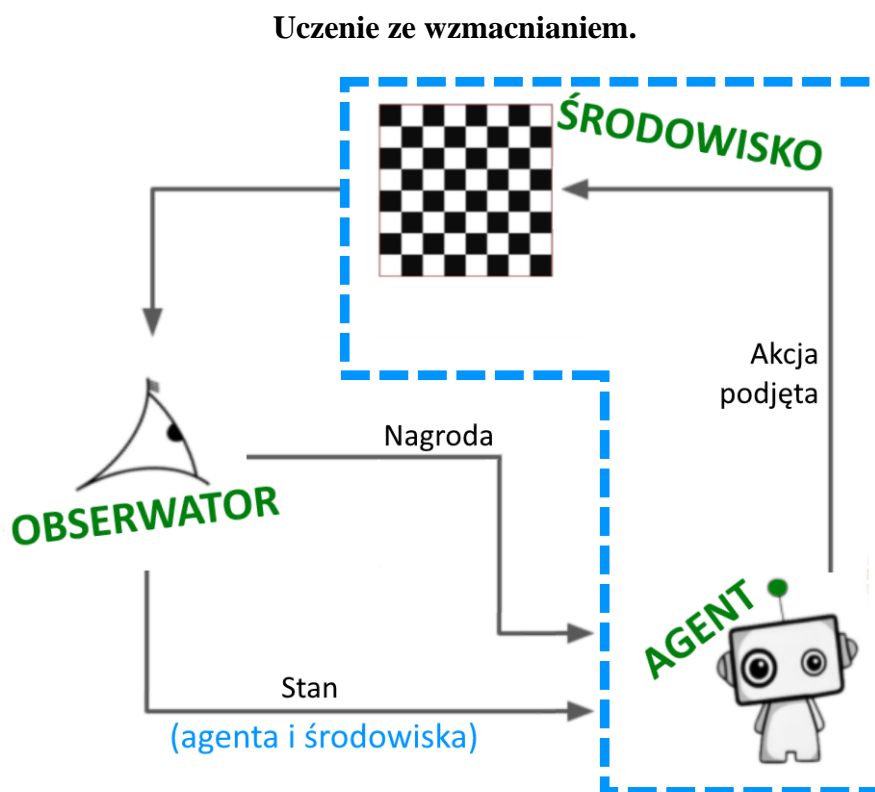 Uczenie ze wzmacnianiem.
ŚRODOWISKO
Akcja
podjęta
Nagroda
OBSERWATOR
AGENT
Stan
(agenta i środowiska)